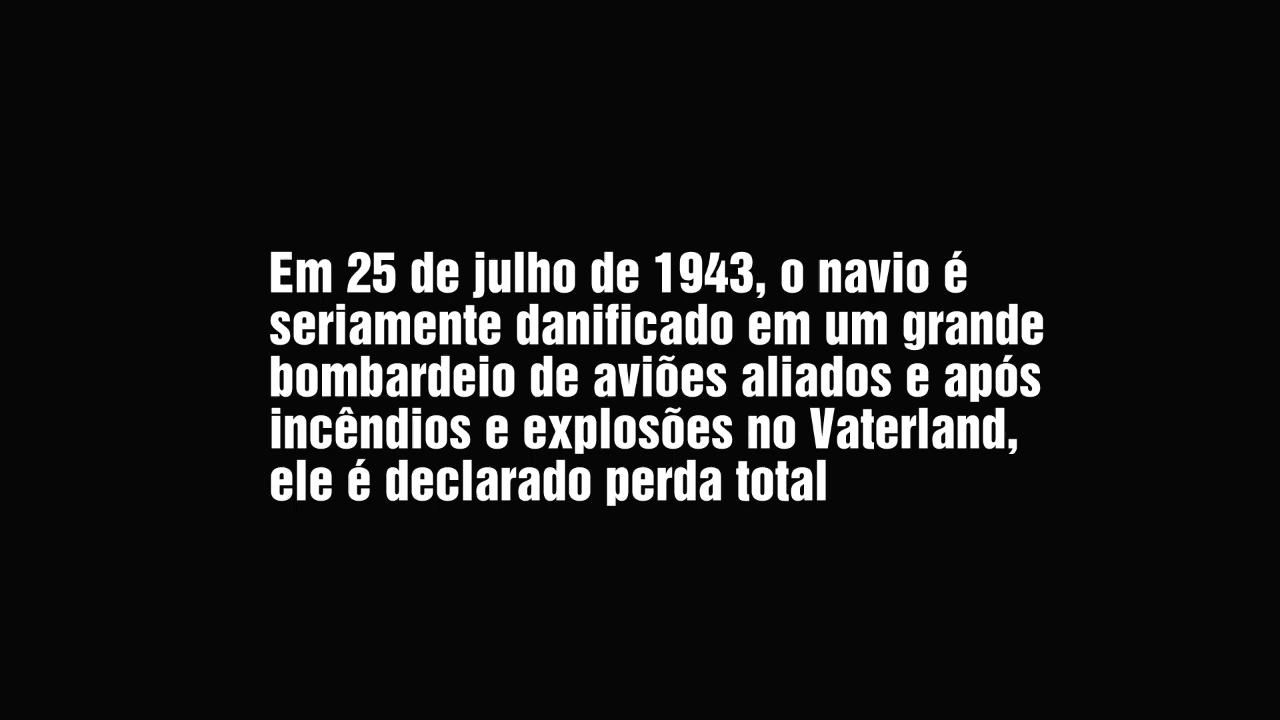 Em 25 de julho de 1943, o navio é
seriamente danificado em um grande
bombardeio de aviões aliados e após
incêndios e explosões no Vaterland,
ele é declarado perda total